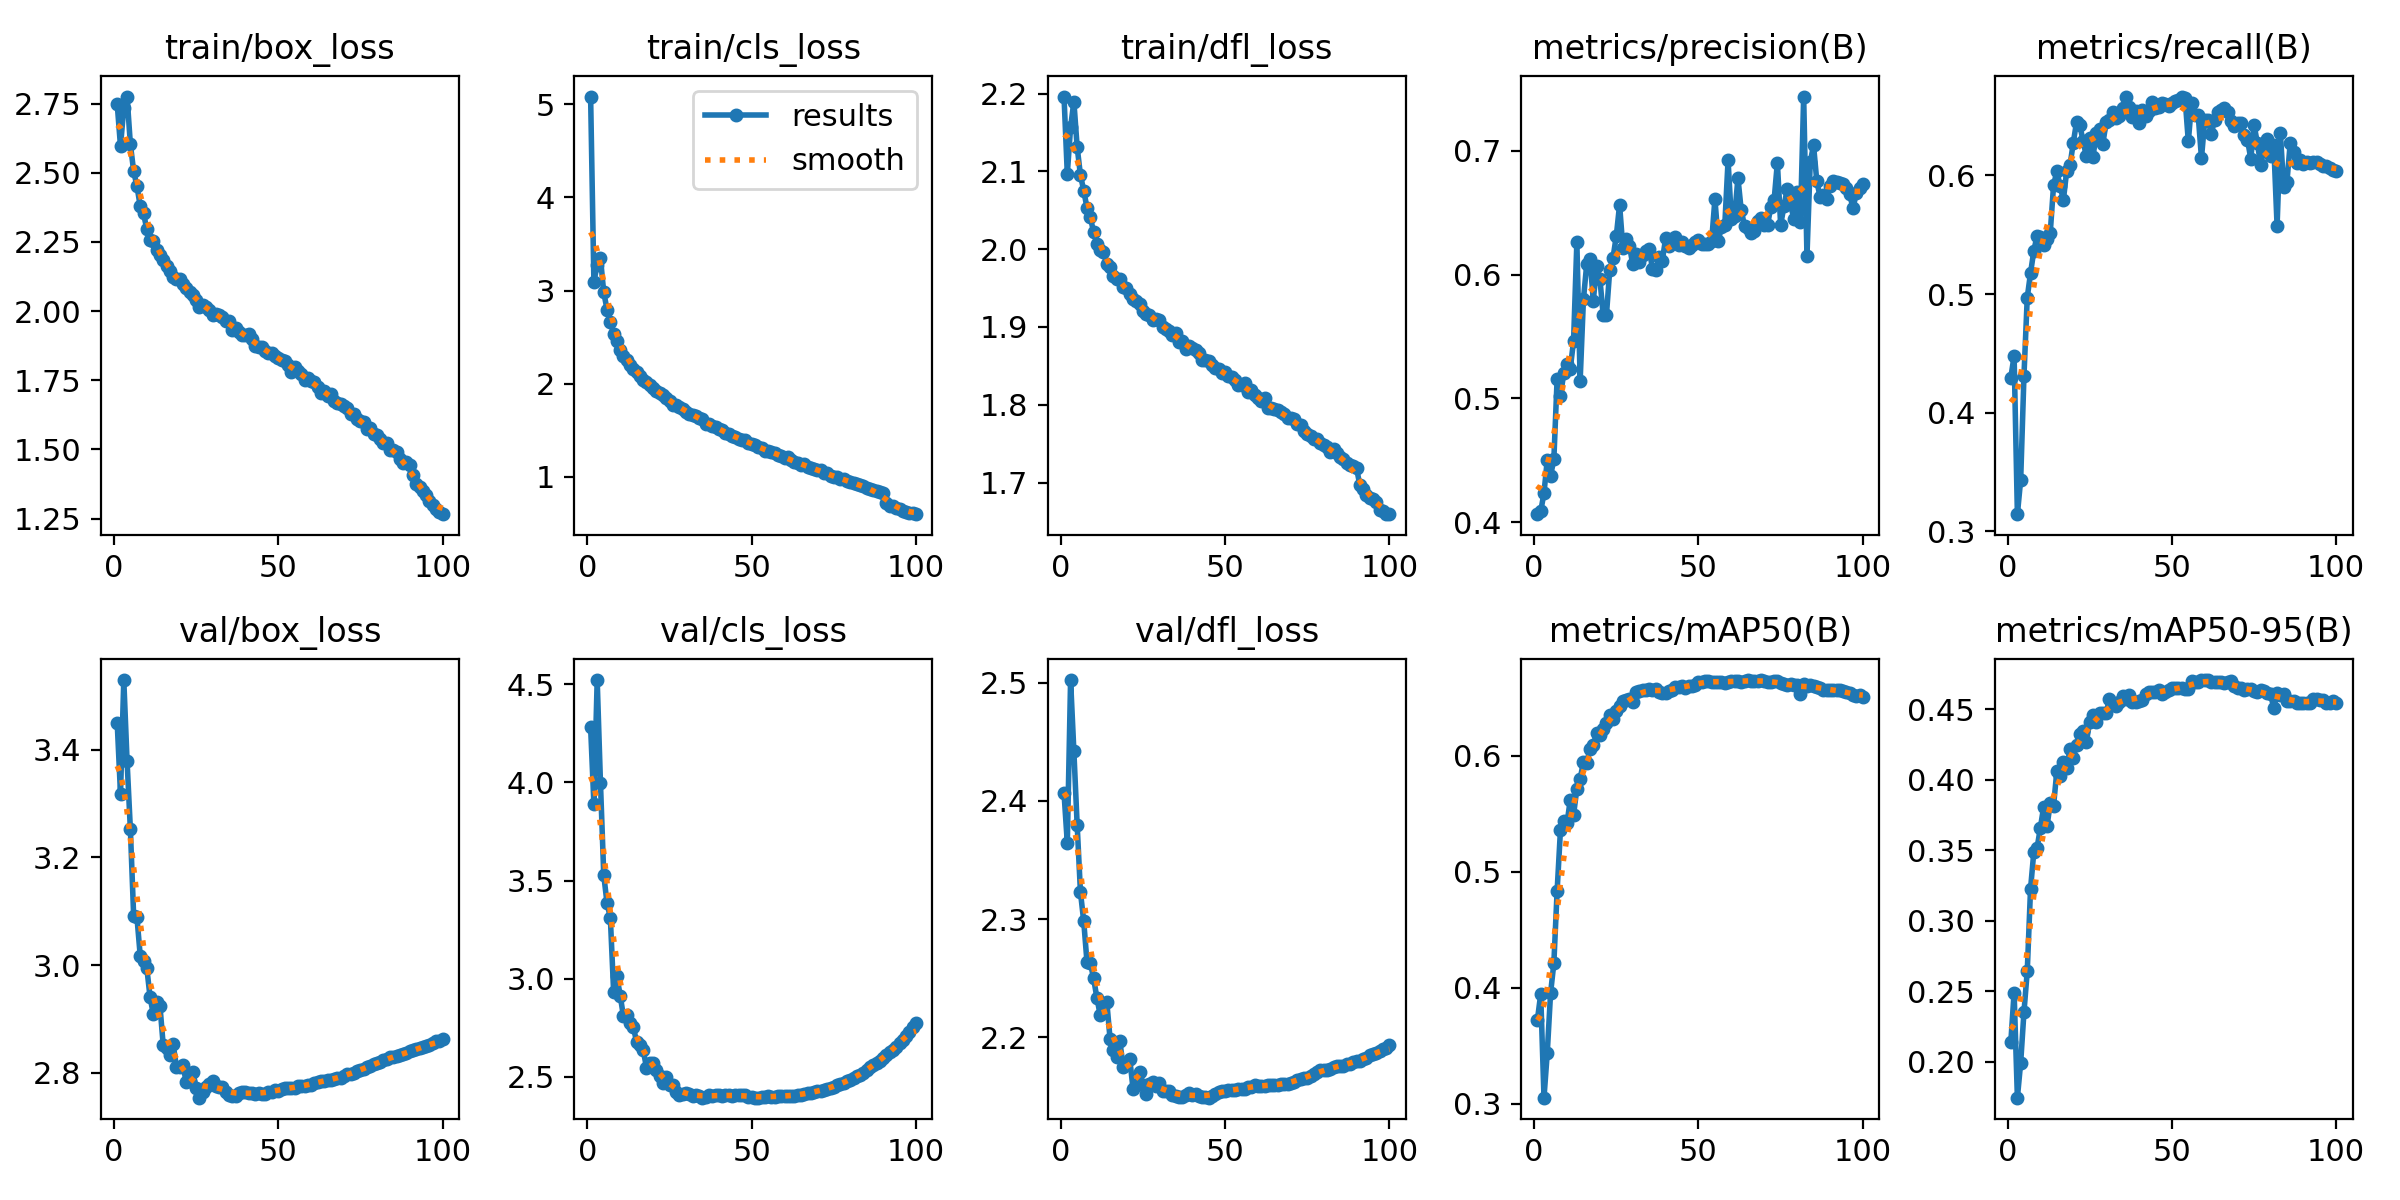 train/box_loss
2.75
2.50
2.25
2.00
1.75
1.50
1.25
0 50 100
train/cls_loss
results
smooth
5
4
3
2
1
0 50 100
train/dfl_loss
2.2
2.1
2.0
1.9
1.8
1.7
0 50 100
metrics/precision(B)
0.7
0.6
0.5
0.4
0 50 100
metrics/recall(B)
0.6
0.5
0.4
0.3
0 50 100
val/box_loss
3.4
3.2
3.0
2.8
0 50 100
val/cls_loss
4.5
4.0
3.5
3.0
2.5
0 50 100
val/dfl_loss
2.5
2.4
2.3
2.2
0 50 100
metrics/mAP50(B)
0.6
0.5
0.4
0.3
0 50 100
metrics/mAP50-95(B)
0.45
0.40
0.35
0.30
0.25
0.20
0 50 100